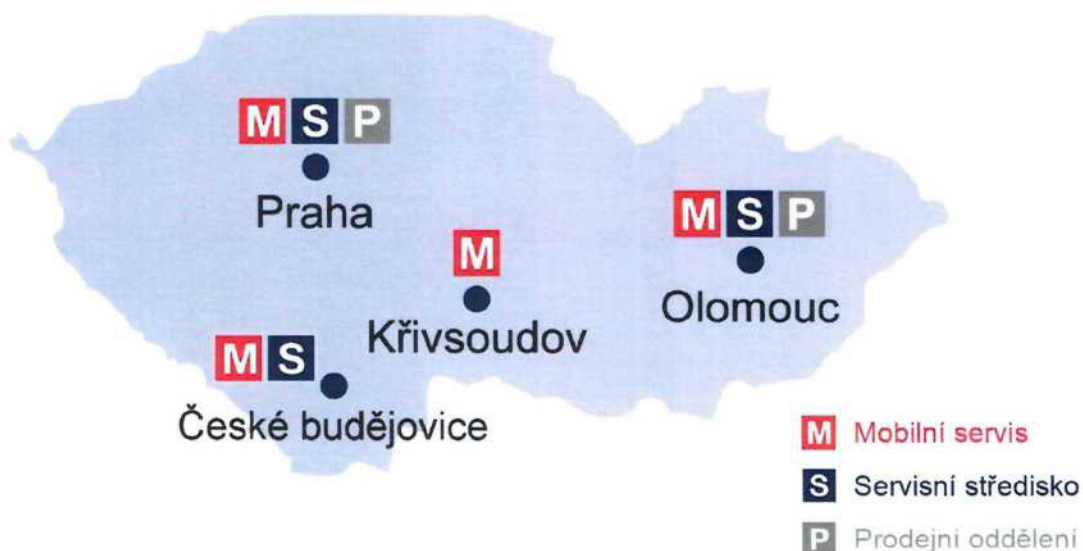 M S P
Praha
M S P
Olomouc
M
Křivsoudov
M S
České budějovice
M Mobilní servis
S Servisní středisko
P Prodejní oddělení